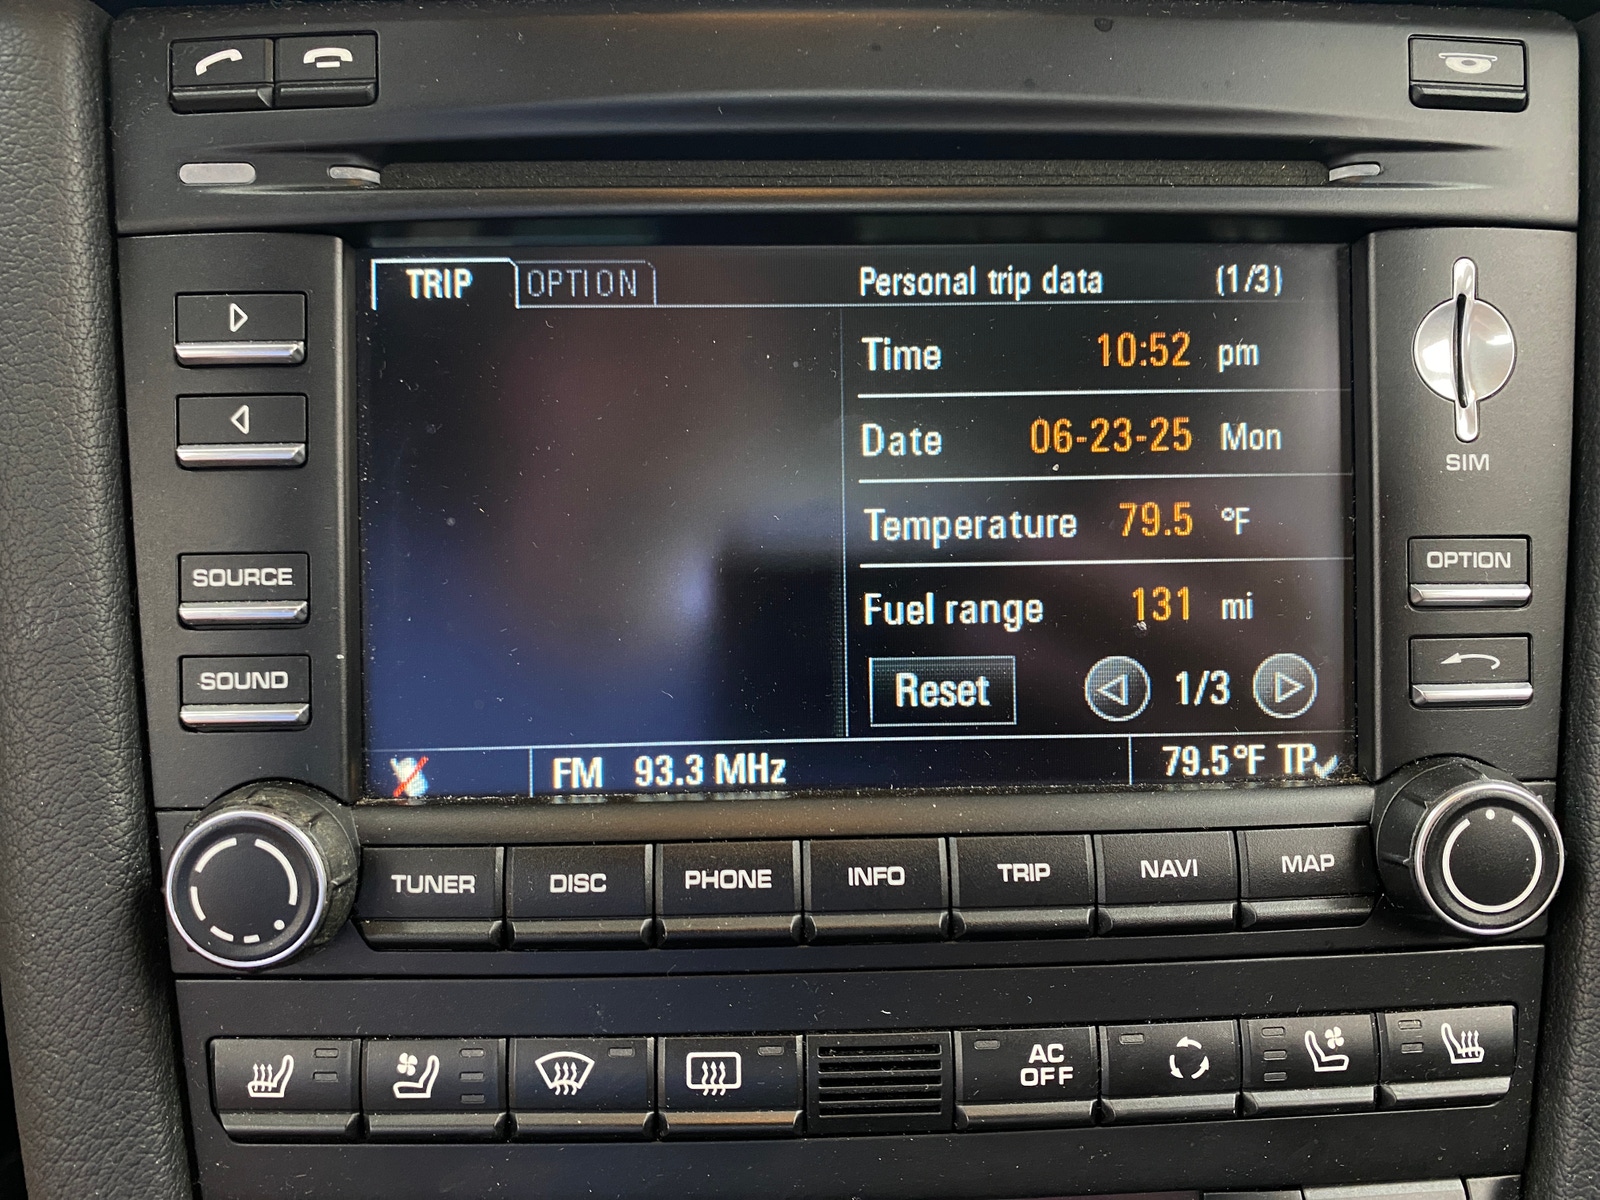 TRIP OPTION Personal trip data (1/3)
Time 10:52 pm
Date 06-23-25 Mon
SIM
Temperature 79.5 °F
OPTION
SOURCE
Fuel range 131 mi
SOUND
Reset 1/3
FM 93.3 MHz 79.5°F TP
TUNER DISC PHONE INFO TRIP NAVI MAP
AC
OFF